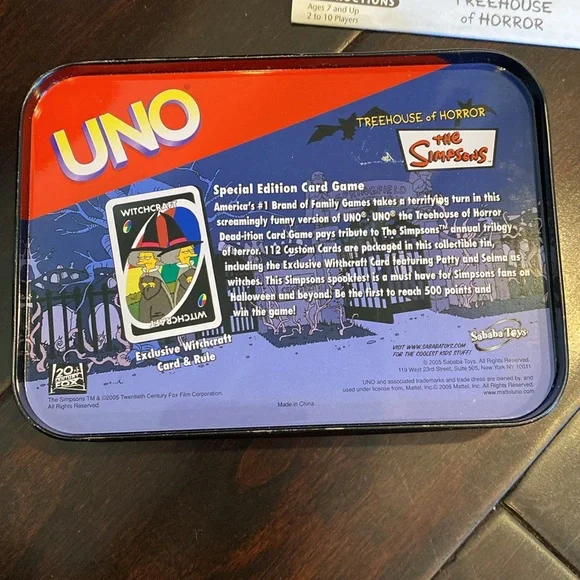 CTIONS
Ages 7 and Up
2 to 10 Players
TREEHOUSE
of HORROR
UNO
TREEHOUSE of HORROR
THE
SIMPSONS
Special Edition Card Game
America's #1 Brand of Family Games takes a terrifying turn in this
screamingly funny version of UNO®. UNO® the Treehouse of Horror
Dead-ition Card Game pays tribute to The Simpsons™ annual trilogy
of terror. 112 Custom Cards are packaged in this collectible tin,
including the Exclusive Witchcraft Card featuring Patty and Selma as
witches. This Simpsons spooktest is a must have for Simpsons fans on
Halloween and beyond. Be the first to reach 500 points and
win the game!
SPRINGFIELD
WITCHCRAFT
WITCHCRAFT
Exclusive Witchcraft
Card & Rule
Sababa Toys
VISIT WWW.SABABATOYS.COM
FOR THE COOLEST KIDS STUFF!
© 2005 Sababa Toys. All Rights Reserved.
119 West 23rd Street, Suite 505, New York, NY 10011
UNO and associated trademarks and trade dress are owned by, and
used under license from, Mattel, Inc. © 2005 Mattel, Inc. All Rights Reserved.
www.matteluno.com
20th
CENTURY
FOX
The Simpsons TM & ©2005 Twentieth Century Fox Film Corporation.
All Rights Reserved.
Made in China